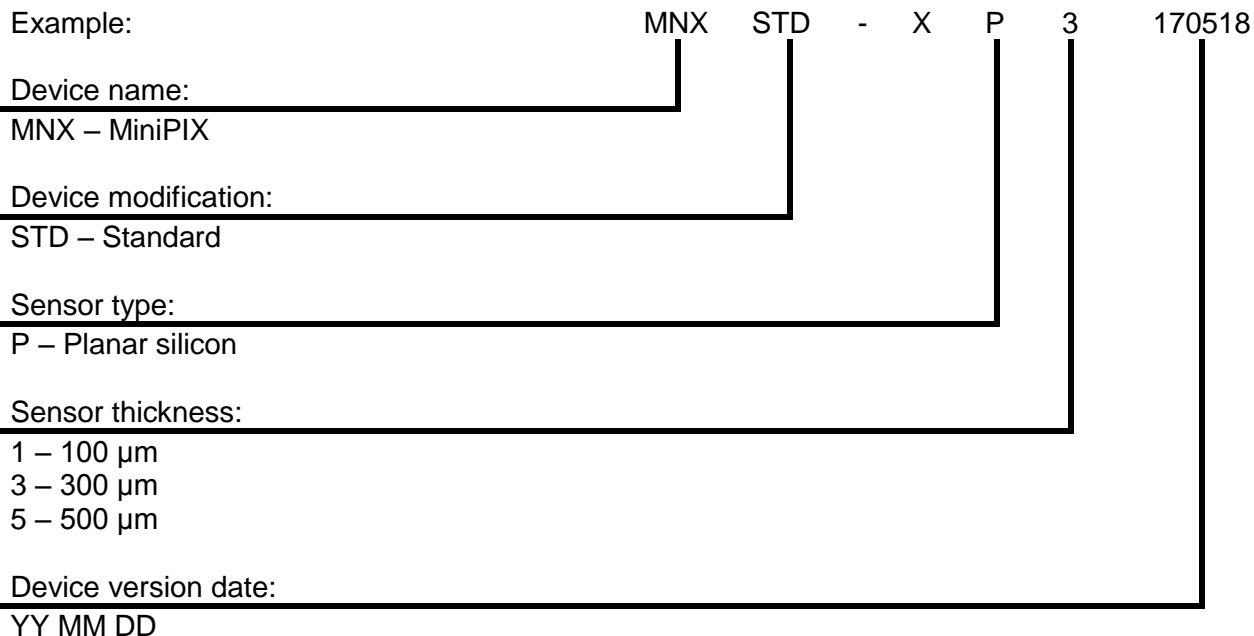 Example: MNX STD - X P 3 170518
Device name:
MNX – MiniPIX
Device modification:
STD – Standard
Sensor type:
P – Planar silicon
Sensor thickness:
1 – 100 µm
3 – 300 µm
5 – 500 µm
Device version date:
YY MM DD